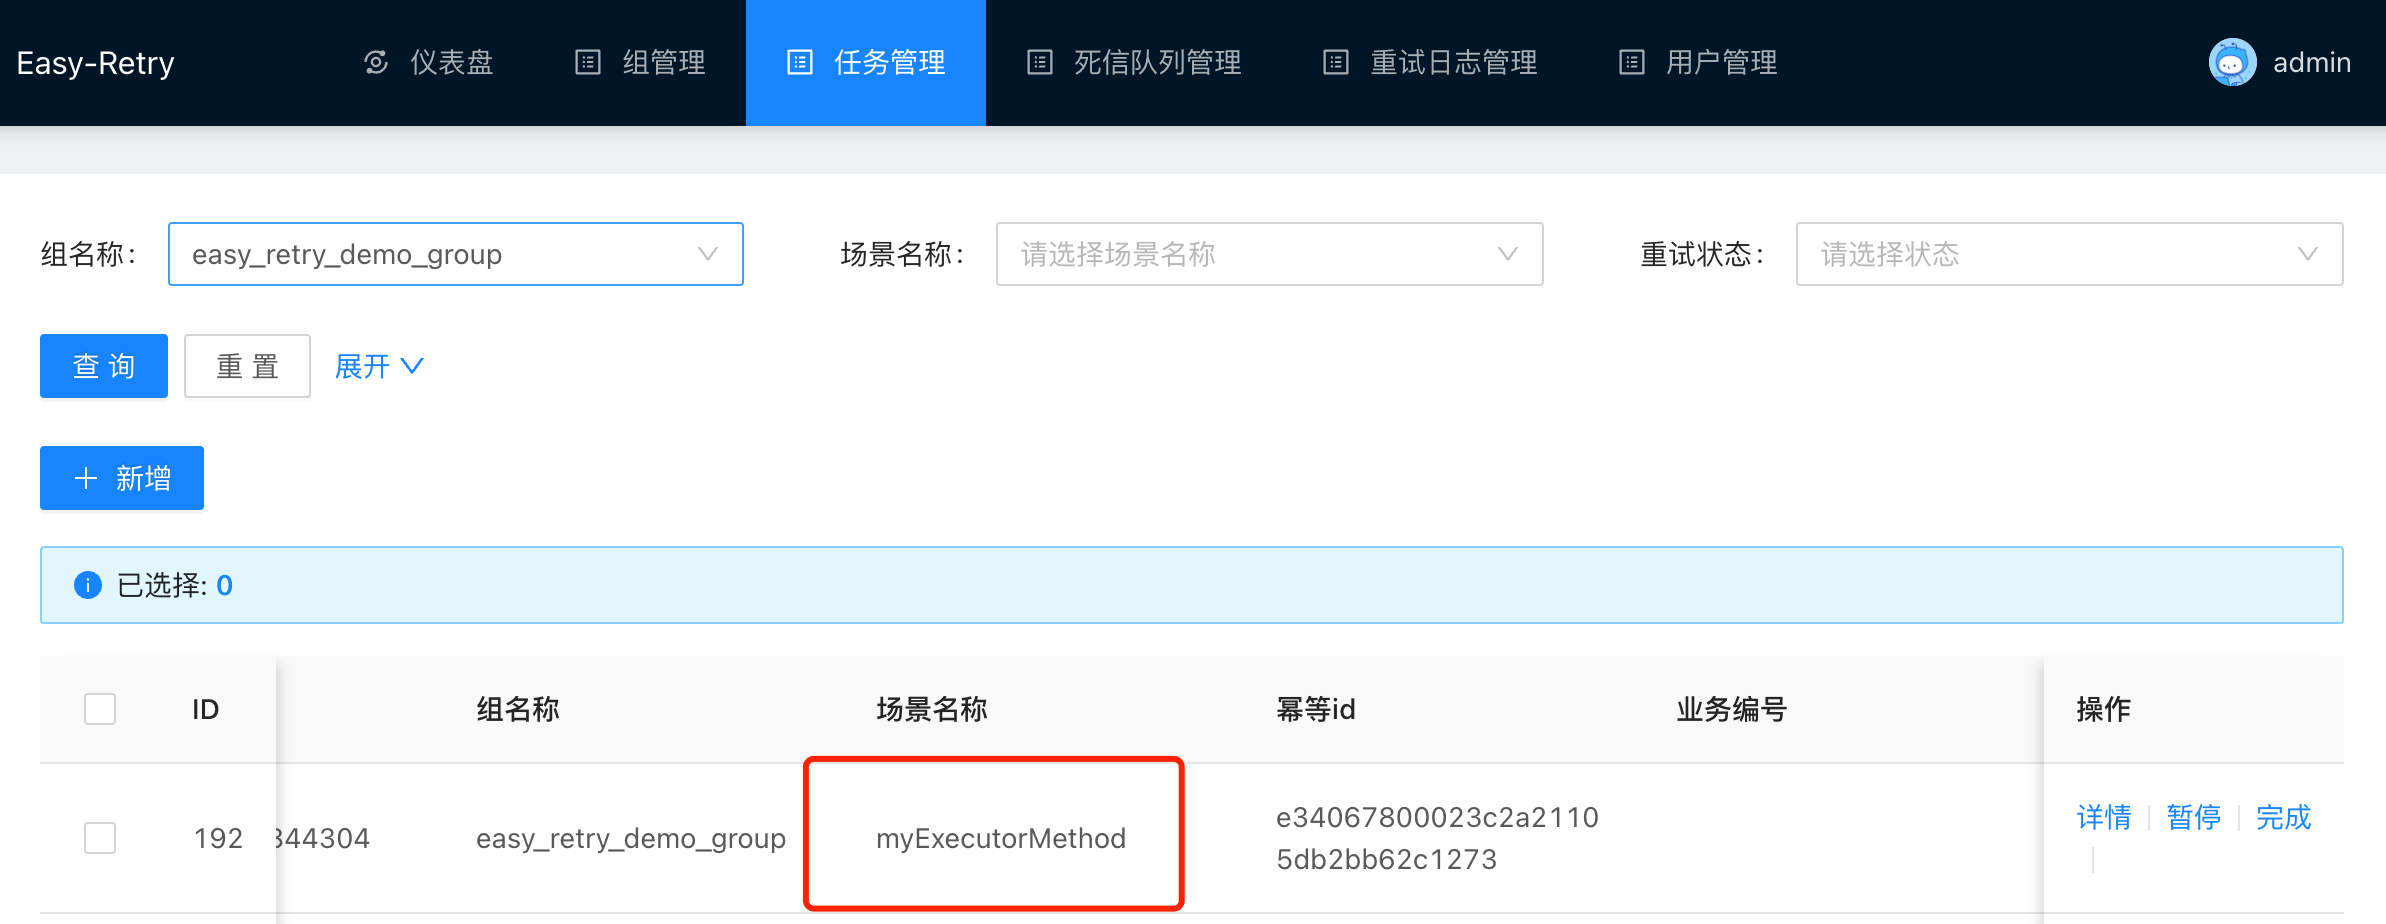 Easy-Retry 仪表盘 组管理 任务管理 死信队列管理 重试日志管理 用户管理 admin
组名称： easy_retry_demo_group 场景名称： 请选择场景名称 重试状态： 请选择状态
查 询 重 置 展开
新增
已选择: 0
ID 组名称 场景名称 幂等id 业务编号 操作
192 344304 easy_retry_demo_group myExecutorMethod e34067800023c2a2110 详情 暂停 完成
5db2bb62c1273